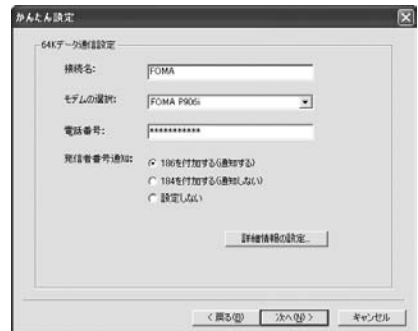 かんたん設定
64Kデータ通信設定
接続名: FOMA
モデムの選択: FOMA P905i
電話番号: ***********
発信者番号通知: 186を付加する(通知する)
184を付加する(通知しない)
設定しない
詳細情報の設定...
< 戻る(B) 次へ(N) > キャンセル